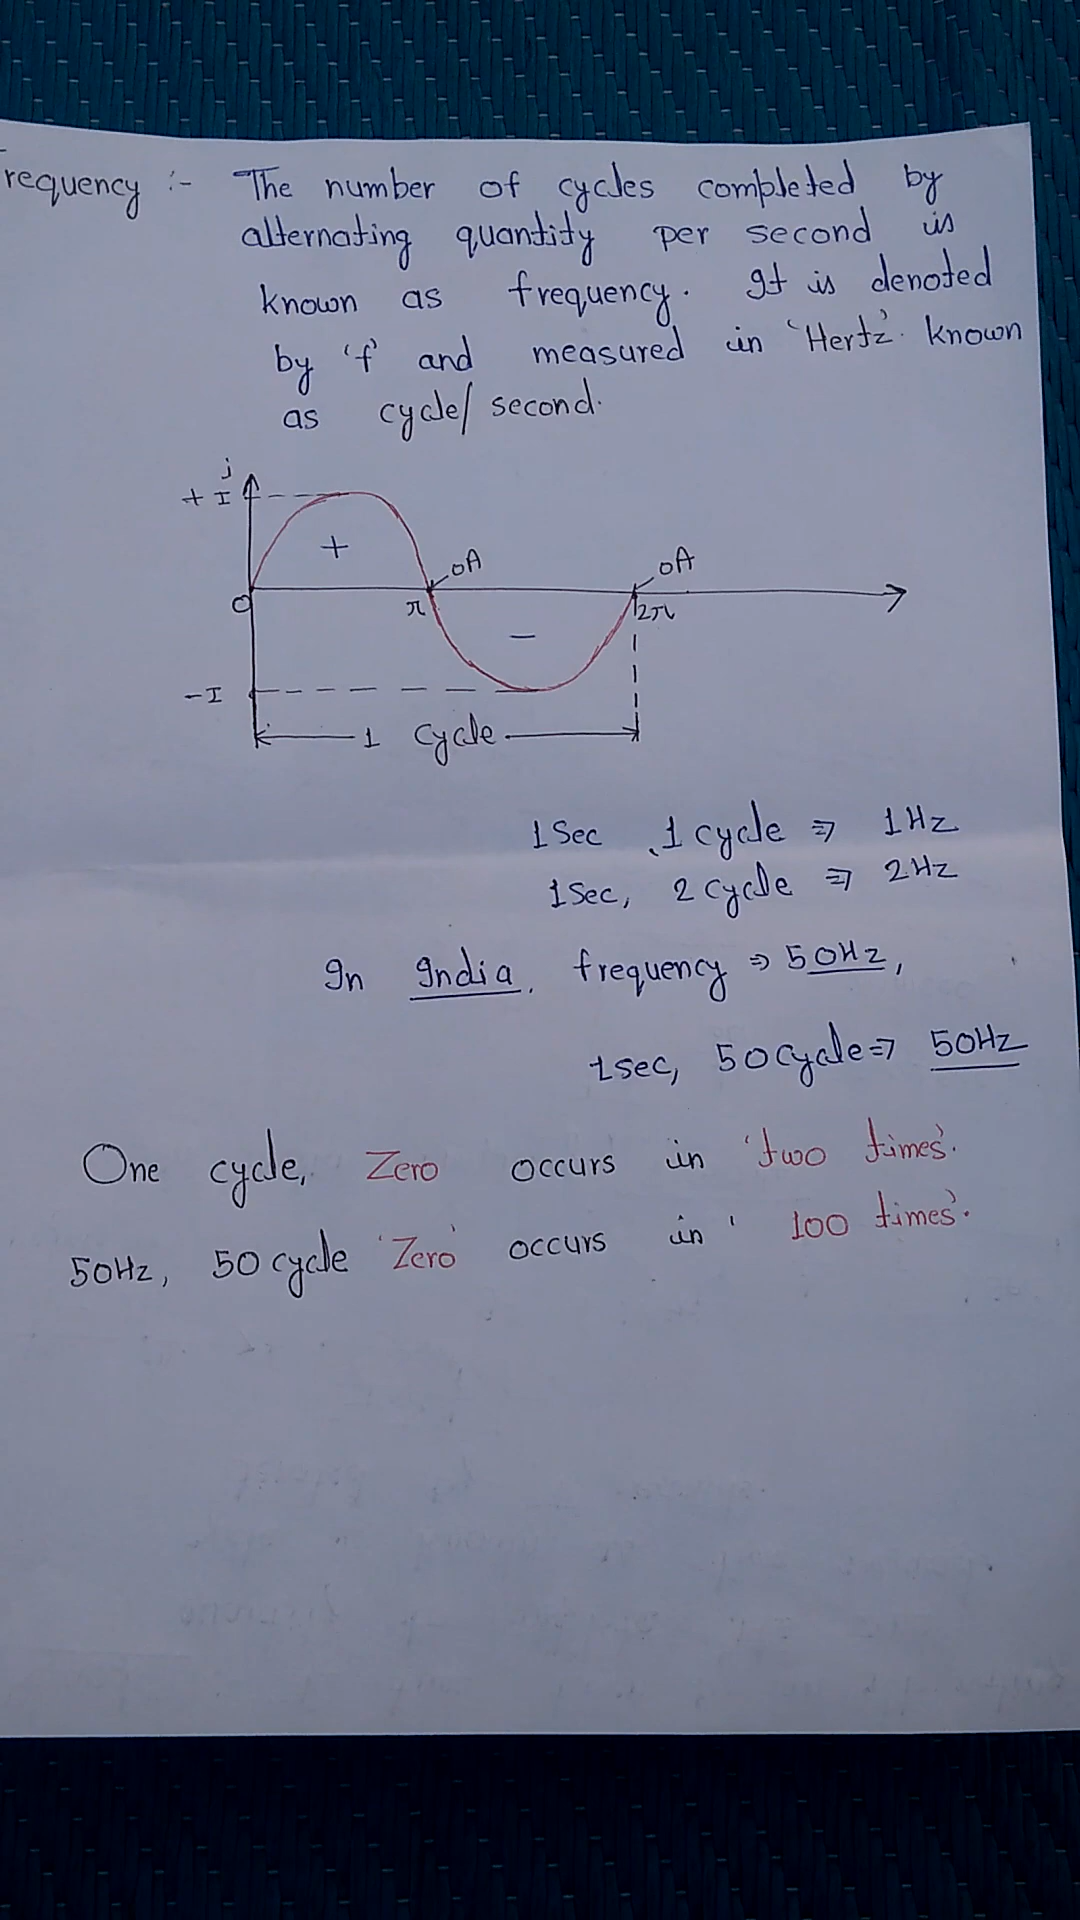 requency :- The number of cycles completed by
alternating quantity per second is
known as frequency. It is denoted
by 'f' and measured in 'Hertz'. known
as cycle/second.
j
+ I
+
0A
0A
0
π
2π
-
- I
1 cycle
1 Sec , 1 cycle ⇒ 1Hz
1 Sec, 2 cycle ⇒ 2Hz
In India, frequency ⇒ 50Hz,
1sec, 50cycle ⇒ 50Hz
One cycle, Zero occurs in 'two times'.
50Hz, 50 cycle 'Zero' occurs in ' 100 times'.